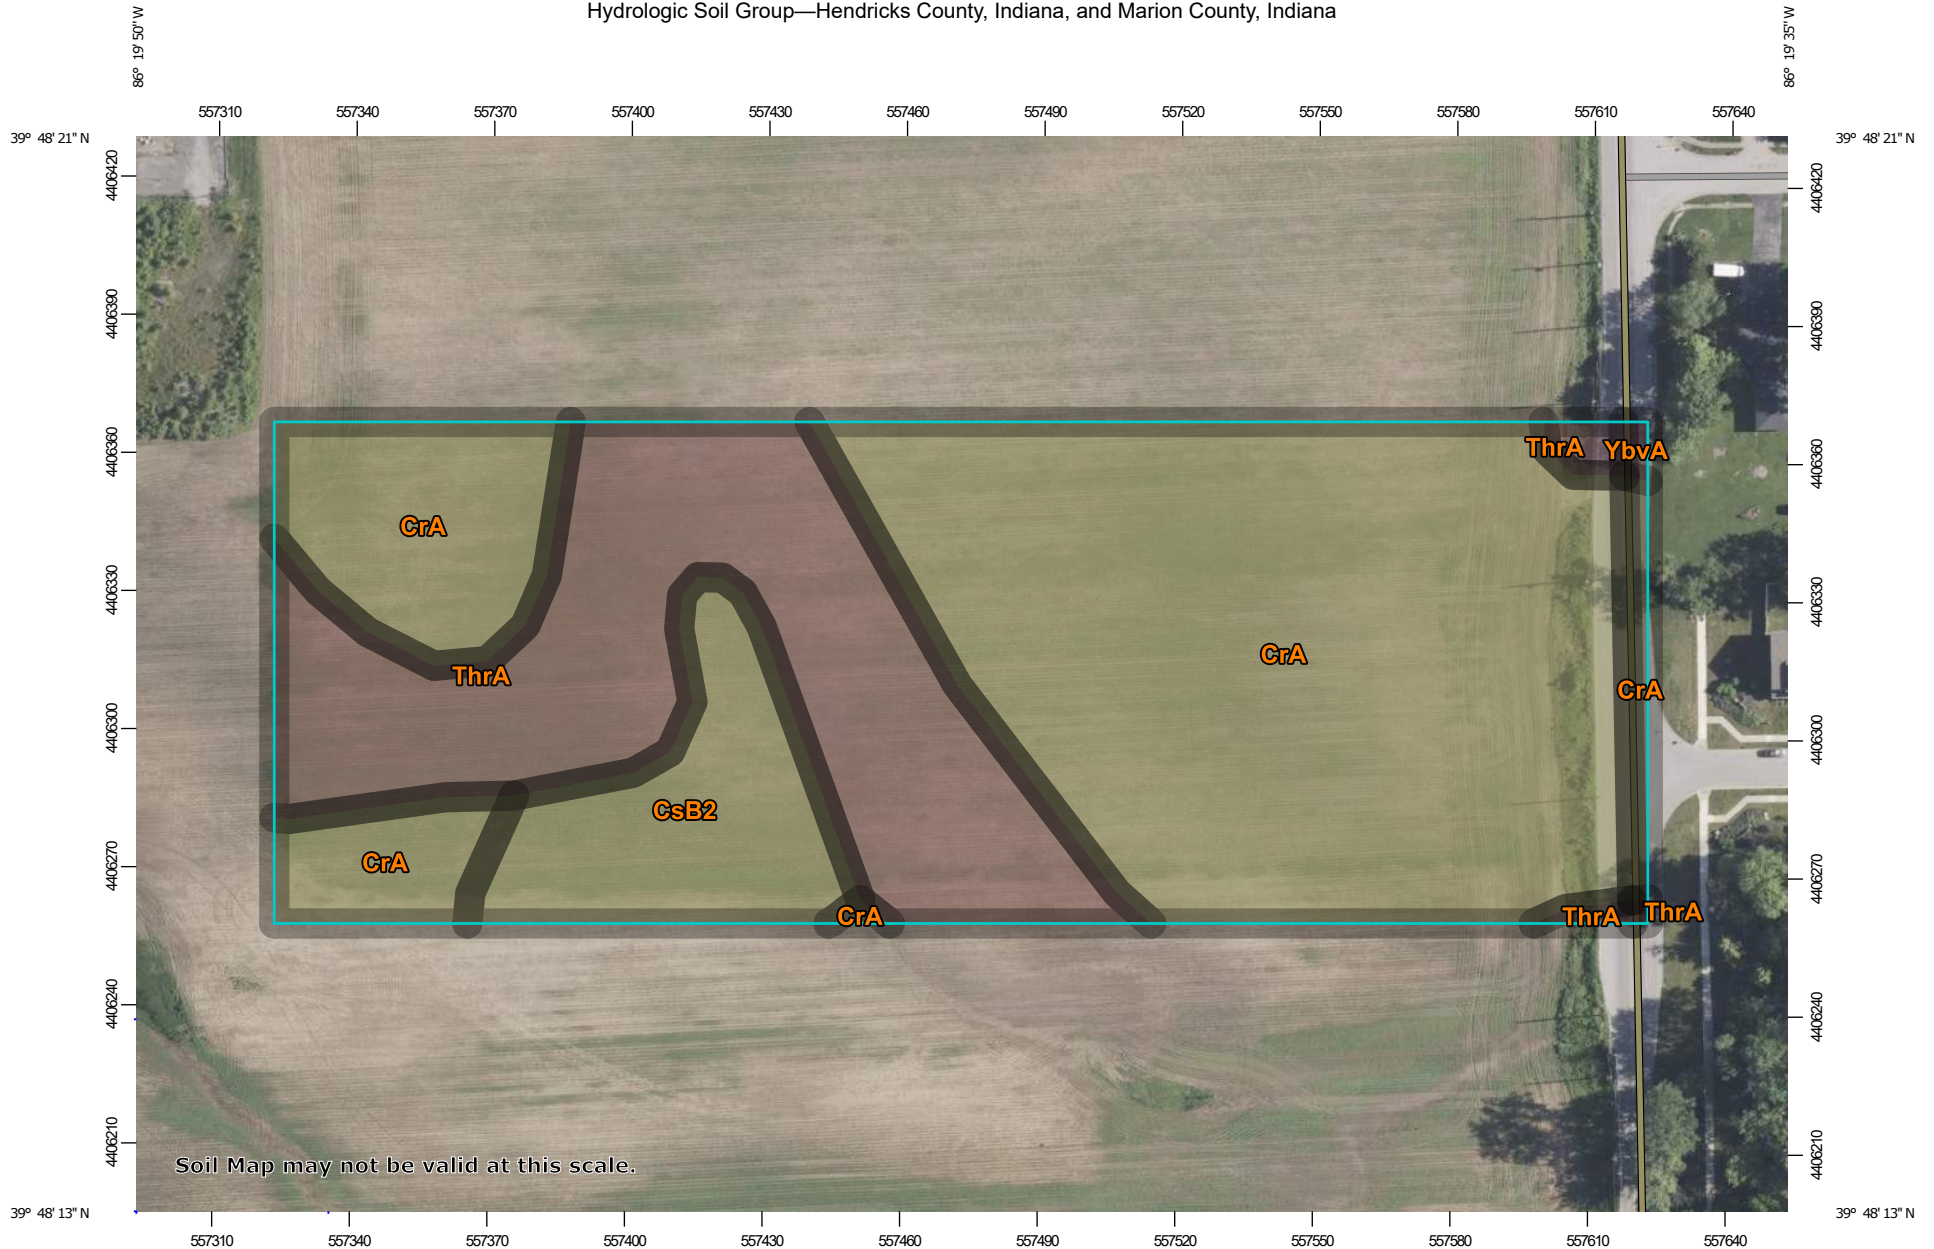 Hydrologic Soil Group—Hendricks County, Indiana, and Marion County, Indiana
86° 19' 50'' W
86° 19' 35'' W
557310 557340 557370 557400 557430 557460 557490 557520 557550 557580 557610 557640
39° 48' 21'' N
39° 48' 21'' N
4406420
4406420
4406390
4406390
4406360
4406360
ThrA
YbvA
CrA
4406330
4406330
CrA
ThrA
CrA
4406300
4406300
CsB2
CrA
4406270
4406270
CrA
ThrA
ThrA
4406240
4406240
4406210
4406210
Soil Map may not be valid at this scale.
39° 48' 13'' N
39° 48' 13'' N
557310 557340 557370 557400 557430 557460 557490 557520 557550 557580 557610 557640